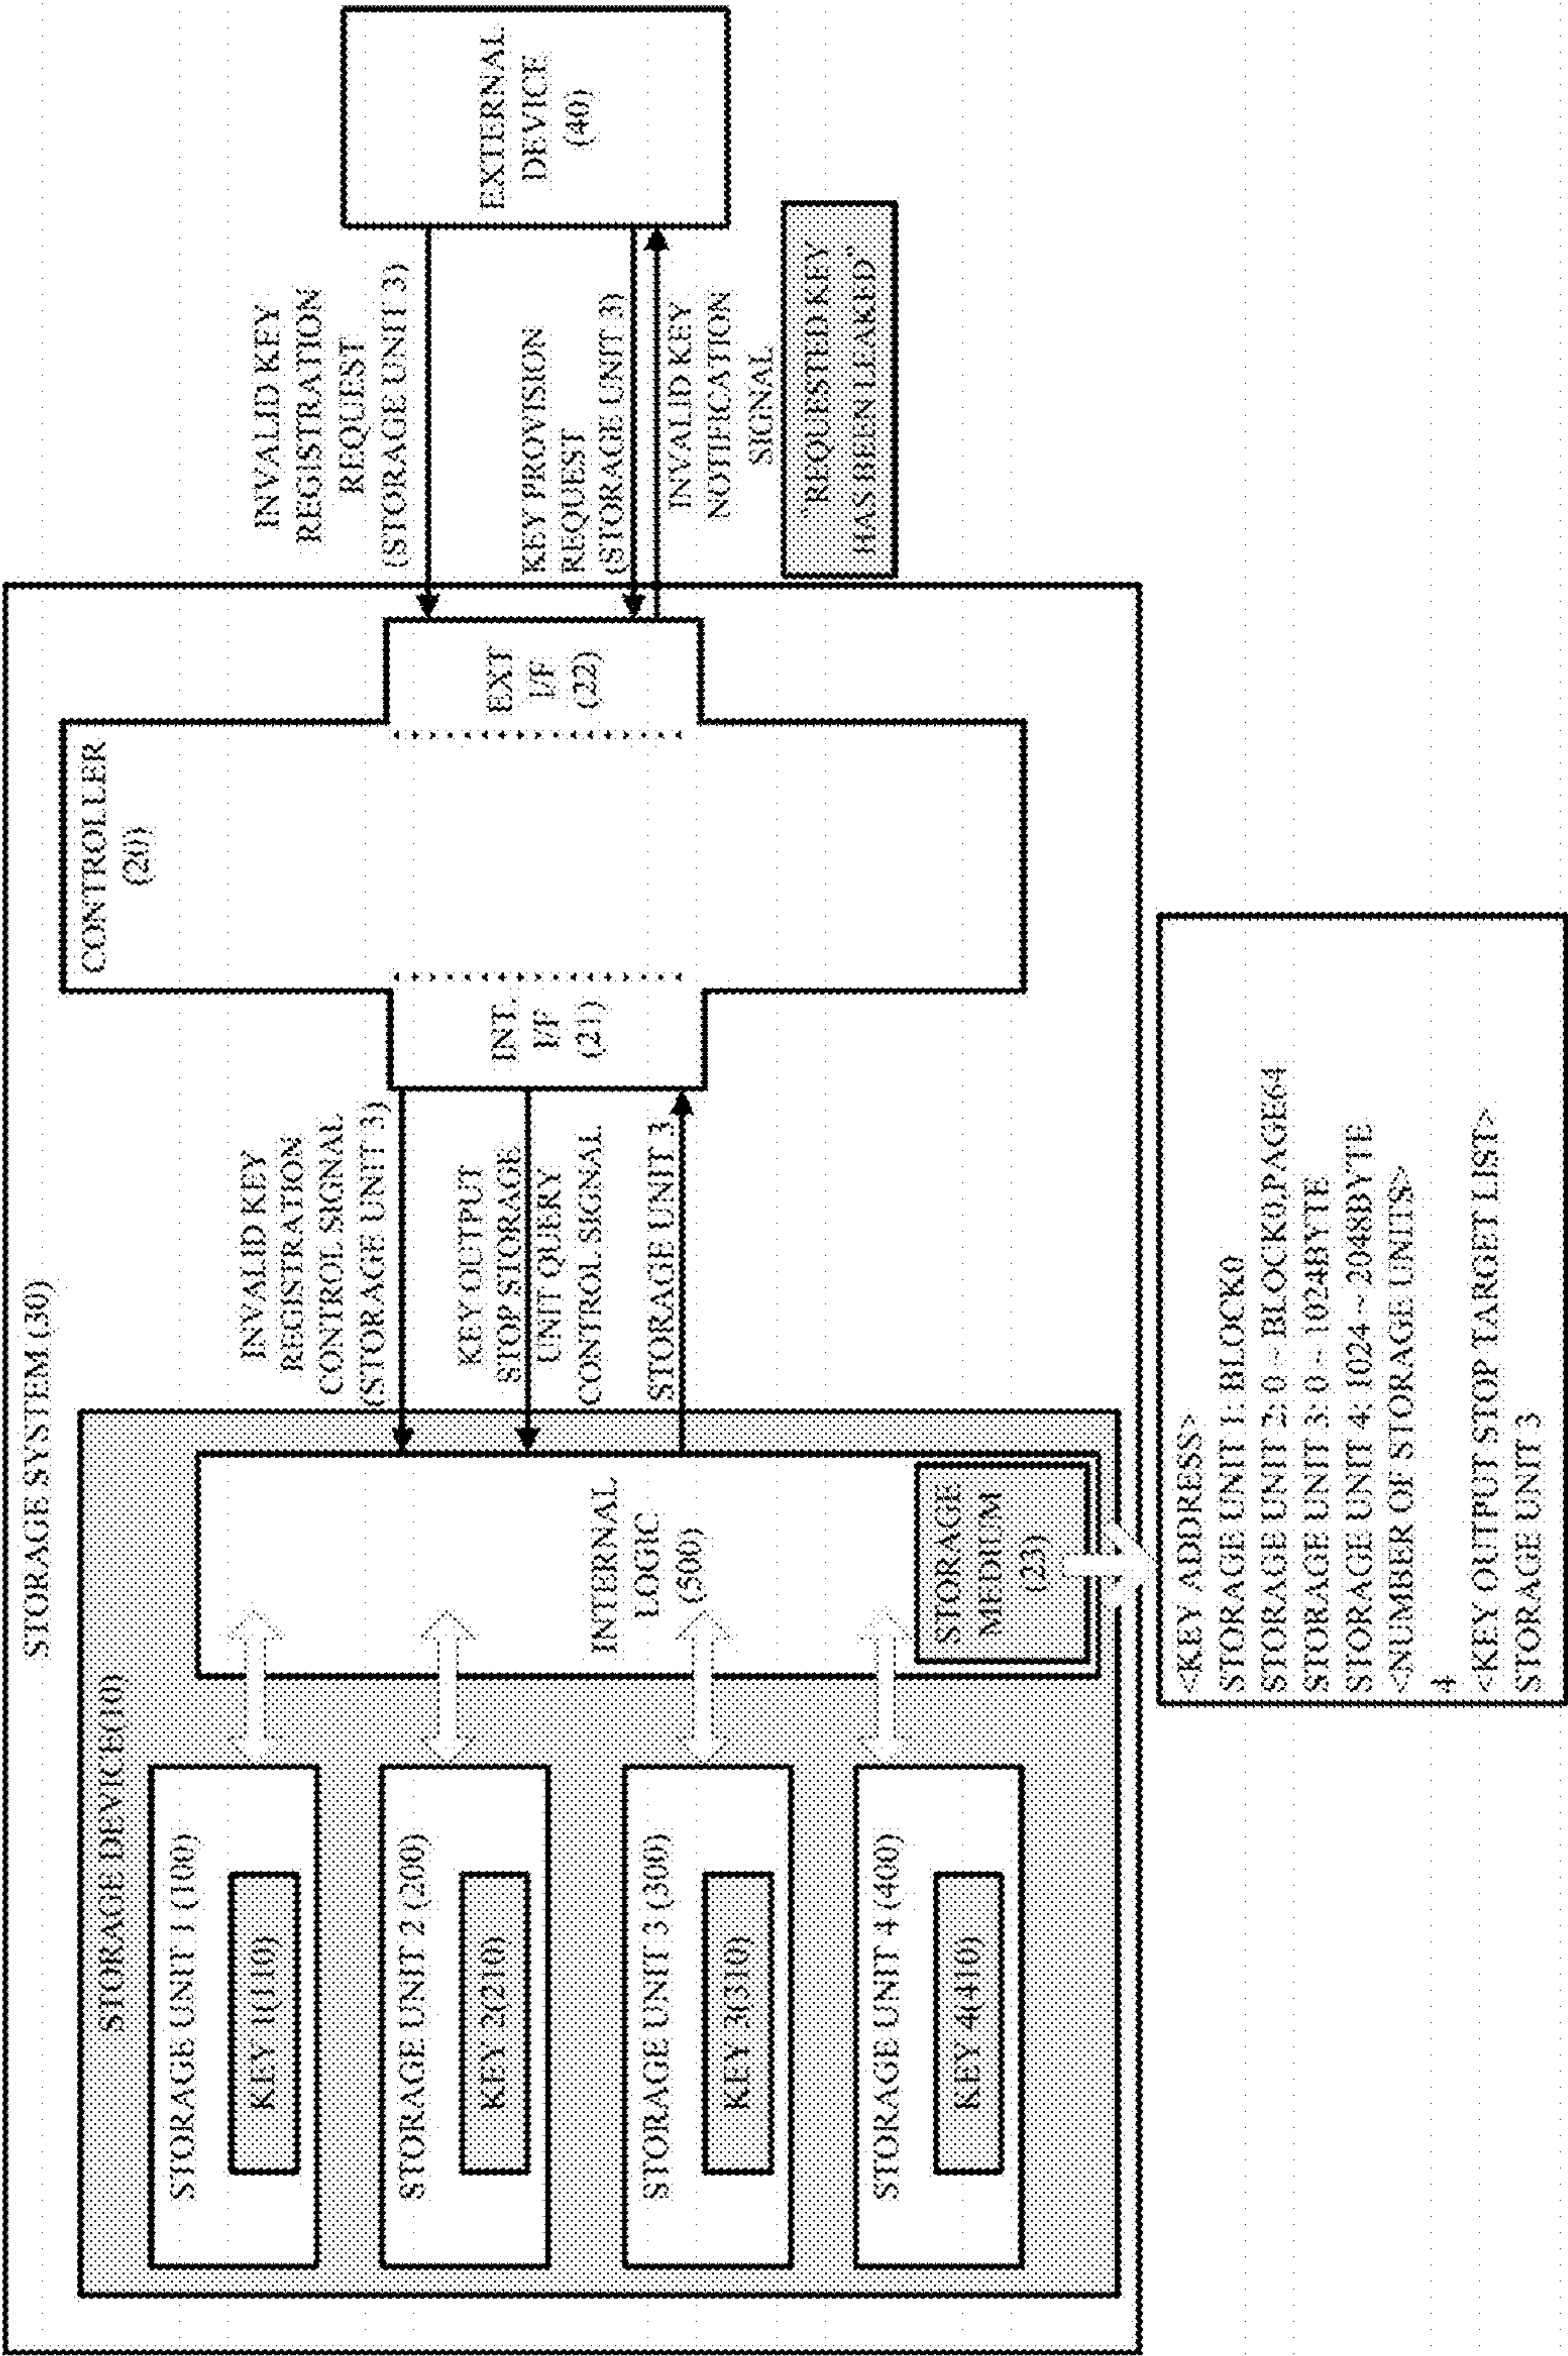 STORAGE SYSTEM (30)
STORAGE DEVICE(10)
STORAGE UNIT 1 (100)
KEY 1(110)
STORAGE UNIT 2 (200)
KEY 2(210)
STORAGE UNIT 3 (300)
KEY 3(310)
STORAGE UNIT 4 (400)
KEY 4(410)
INTERNAL
LOGIC
(500)
STORAGE
MEDIUM
(23)
INVALID KEY
REGISTRATION
CONTROL SIGNAL
(STORAGE UNIT 3)
KEY OUTPUT
STOP STORAGE
UNIT QUERY
CONTROL SIGNAL
STORAGE UNIT 3
CONTROLLER
(20)
INT.
I/F
(21)
EXT
I/F
(22)
INVALID KEY
REGISTRATION
REQUEST
(STORAGE UNIT 3)
KEY PROVISION
REQUEST
(STORAGE UNIT 3)
INVALID KEY
NOTIFICATION
SIGNAL
"REQUESTED KEY
HAS BEEN LEAKED"
EXTERNAL
DEVICE
(40)
<KEY ADDRESS>
STORAGE UNIT 1: BLOCK0
STORAGE UNIT 2: 0 ~ BLOCK0,PAGE64
STORAGE UNIT 3: 0 ~ 1024BYTE
STORAGE UNIT 4: 1024 ~ 2048BYTE
<NUMBER OF STORAGE UNITS>
4
<KEY OUTPUT STOP TARGET LIST>
STORAGE UNIT 3